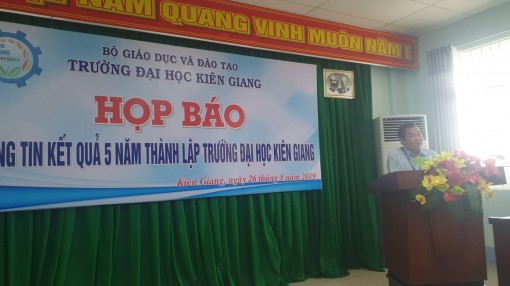 NAM QUANG VINH MUÔN NĂM !
BỘ GIÁO DỤC VÀ ĐÀO TẠO
TRƯỜNG ĐẠI HỌC KIÊN GIANG
HỌP BÁO
NG TIN KẾT QUẢ 5 NĂM THÀNH LẬP TRƯỜNG ĐẠI HỌC KIÊN GIANG
Kiên Giang, ngày 26 tháng 8 năm 2019